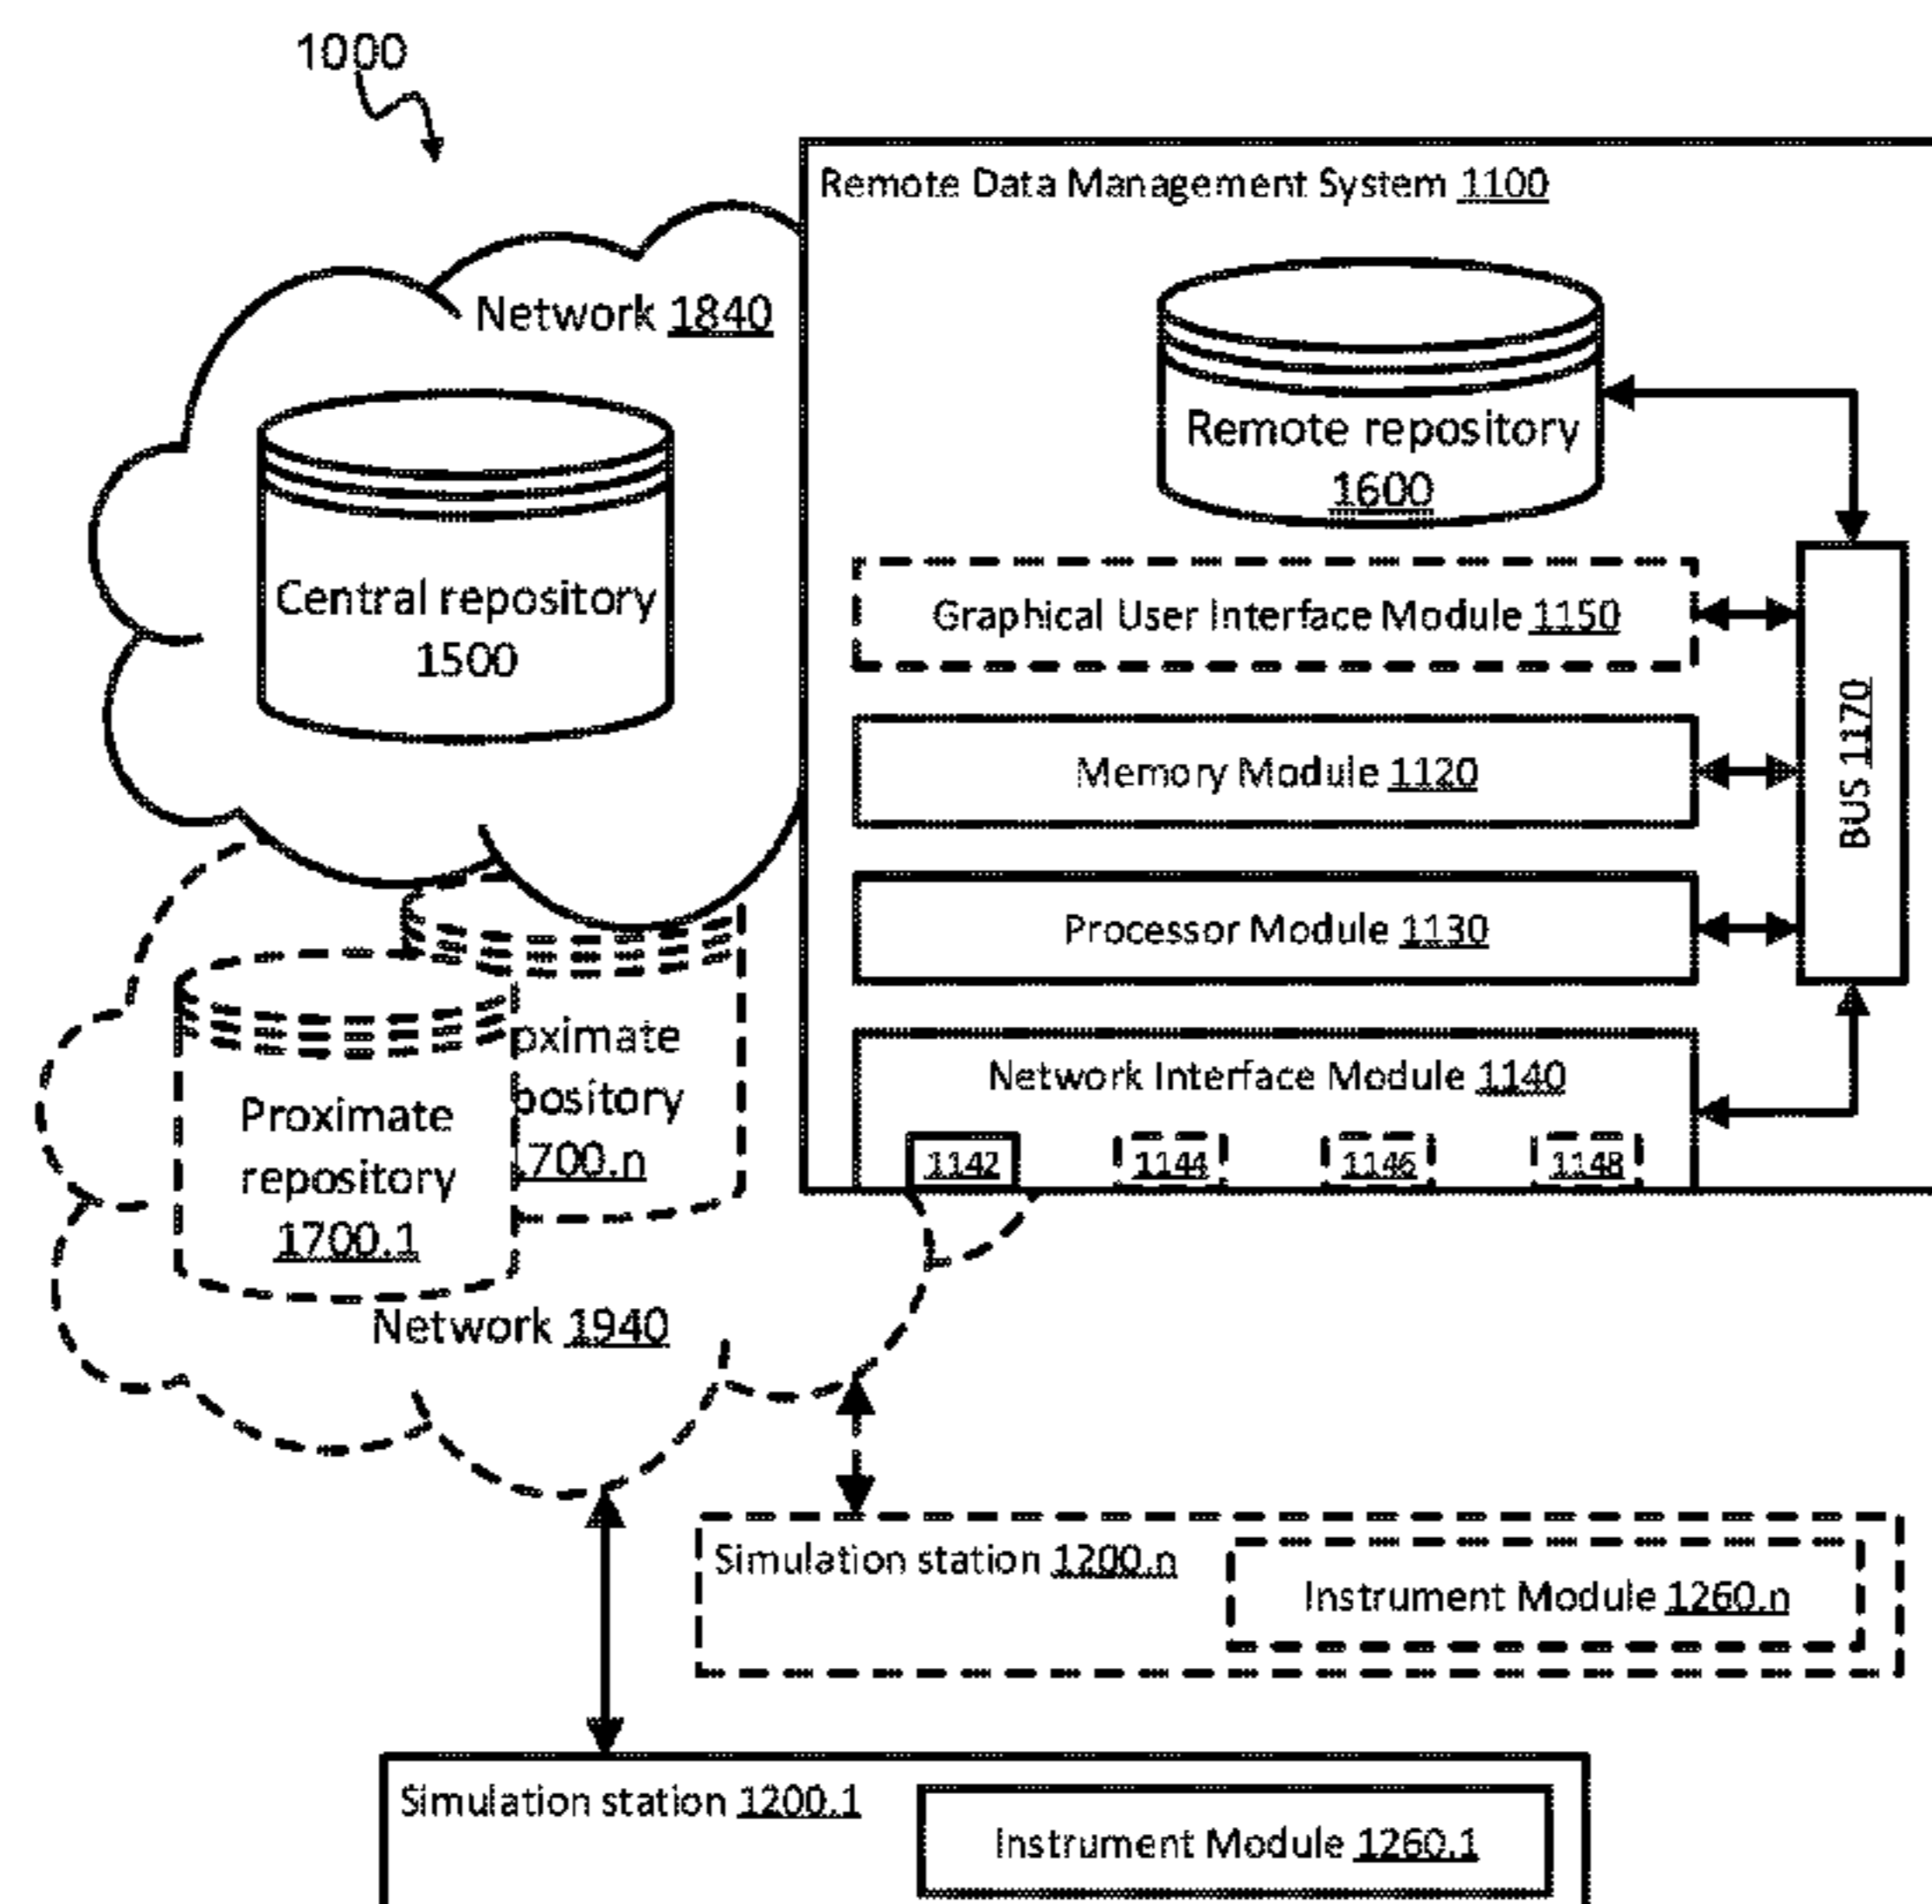 1000
Remote Data Management System 1100
Network 1840
Remote repository
1600
Central repository
1500
Graphical User Interface Module 1150
Memory Module 1120
BUS 1170
Processor Module 1130
Network Interface Module 1140
1142 1144 1146 1148
oximate
pository
1700.n
Proximate
repository
1700.1
Network 1940
Simulation station 1200.n
Instrument Module 1260.n
Simulation station 1200.1
Instrument Module 1260.1